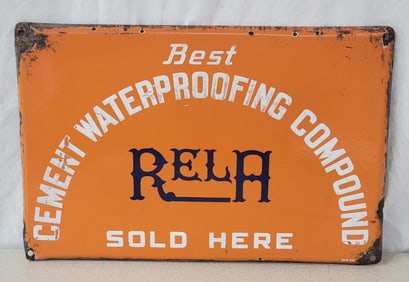 Best
CEMENT WATERPROOFING COMPOUND
RELA
SOLD HERE